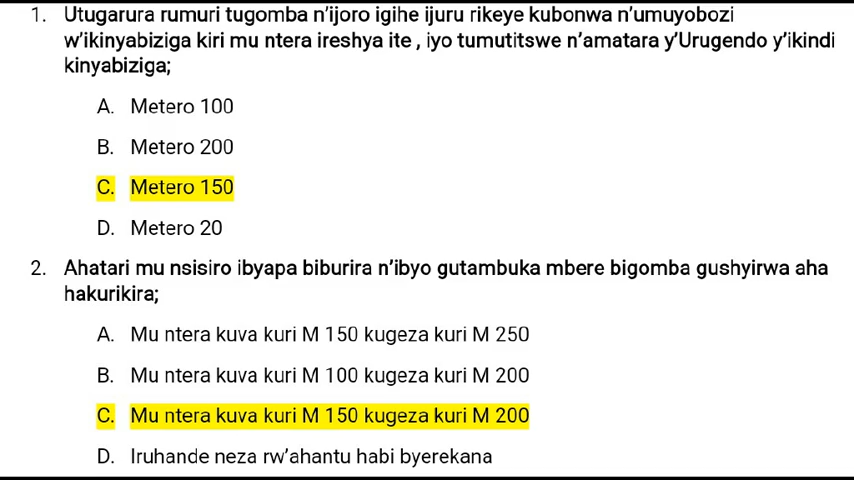 1. Utugarura rumuri tugomba n'ijoro igihe ijuru rikeye kubonwa n'umuyobozi
w'ikinyabiziga kiri mu ntera ireshya ite , iyo tumutitswe n'amatara y'Urugendo y'ikindi
kinyabiziga;
A. Metero 100
B. Metero 200
C. Metero 150
D. Metero 20
2. Ahatari mu nsisiro ibyapa biburira n'ibyo gutambuka mbere bigomba gushyirwa aha
hakurikira;
A. Mu ntera kuva kuri M 150 kugeza kuri M 250
B. Mu ntera kuva kuri M 100 kugeza kuri M 200
C. Mu ntera kuva kuri M 150 kugeza kuri M 200
D. Iruhande neza rw'ahantu habi byerekana